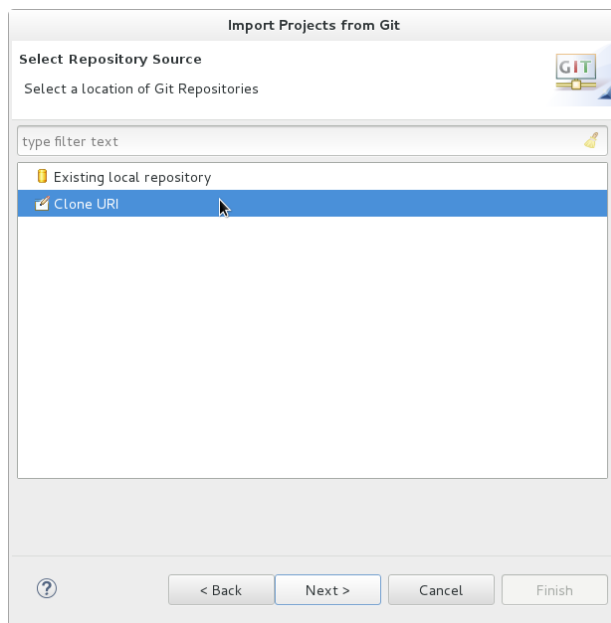 Import Projects from Git
Select Repository Source
Select a location of Git Repositories
GIT
type filter text
Existing local repository
Clone URI
?
< Back
Next >
Cancel
Finish